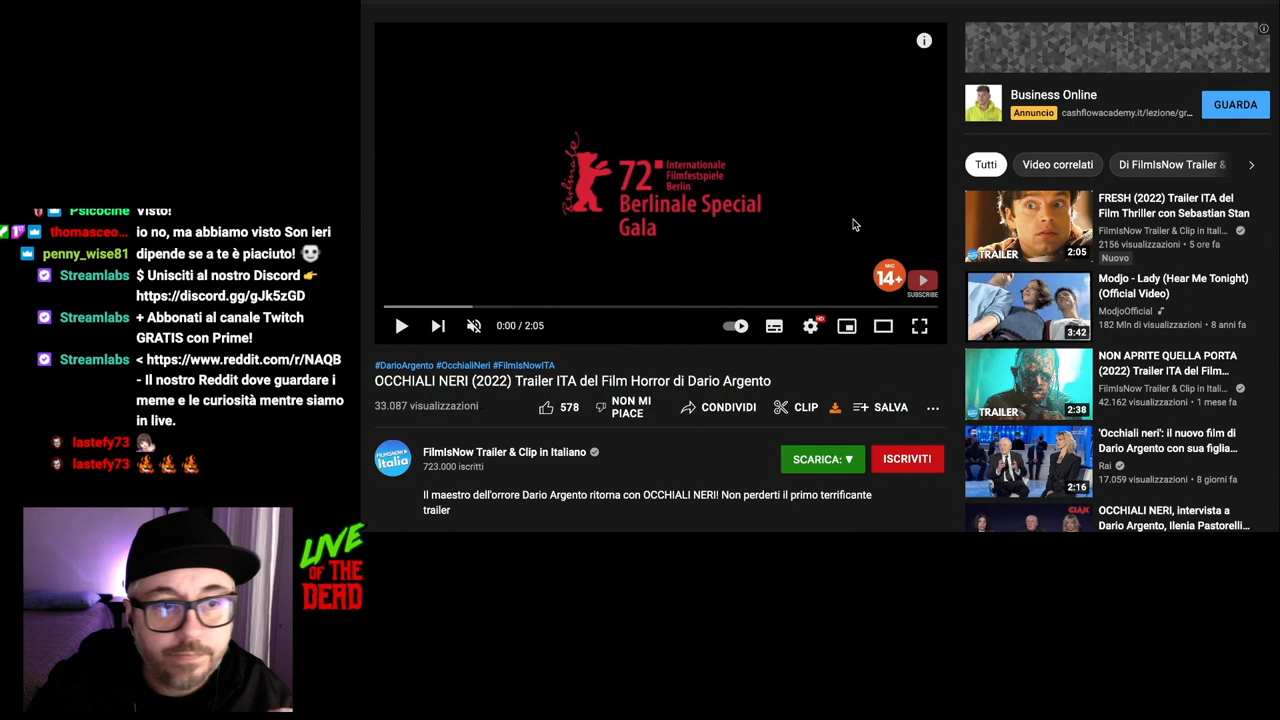 Psicocine Visto!
thomasceo... io no, ma abbiamo visto Son ieri
penny_wise81 dipende se a te è piaciuto!
Streamlabs $ Unisciti al nostro Discord
https://discord.gg/gJk5zGD
Streamlabs + Abbonati al canale Twitch
GRATIS con Prime!
Streamlabs < https://www.reddit.com/r/NAQB
- Il nostro Reddit dove guardare i
meme e le curiosità mentre siamo
in live.
lastefy73
lastefy73
LIVE
OF THE
DEAD
72
Internationale
Filmfestspiele
Berlin
Berlinale Special
Gala
Berlinale
MoC
14+
SUBSCRIBE
0:00 / 2:05
HD
#DarioArgento #OcchialiNeri #FilmIsNowITA
OCCHIALI NERI (2022) Trailer ITA del Film Horror di Dario Argento
33.087 visualizzazioni
578
NON MI
PIACE
CONDIVIDI
CLIP
SALVA
FILMISNOW
Italia
FilmIsNow Trailer & Clip in Italiano
723.000 iscritti
SCARICA: ▼
ISCRIVITI
Il maestro dell'orrore Dario Argento ritorna con OCCHIALI NERI! Non perderti il primo terrificante
trailer
Business Online
Annuncio cashflowacademy.it/lezione/gr...
GUARDA
Tutti
Video correlati
Di FilmIsNow Trailer &
TRAILER
2:05
FRESH (2022) Trailer ITA del
Film Thriller con Sebastian Stan
FilmIsNow Trailer & Clip in Itali...
2156 visualizzazioni • 5 ore fa
Nuovo
3:42
Modjo - Lady (Hear Me Tonight)
(Official Video)
ModjoOfficial
182 Mln di visualizzazioni • 8 anni fa
TRAILER
2:38
NON APRITE QUELLA PORTA
(2022) Trailer ITA del Film...
FilmIsNow Trailer & Clip in Itali...
42.162 visualizzazioni • 1 mese fa
2:16
'Occhiali neri': il nuovo film di
Dario Argento con sua figlia...
Rai
17.059 visualizzazioni • 8 giorni fa
CIAK
OCCHIALI NERI, intervista a
Dario Argento, Ilenia Pastorelli...